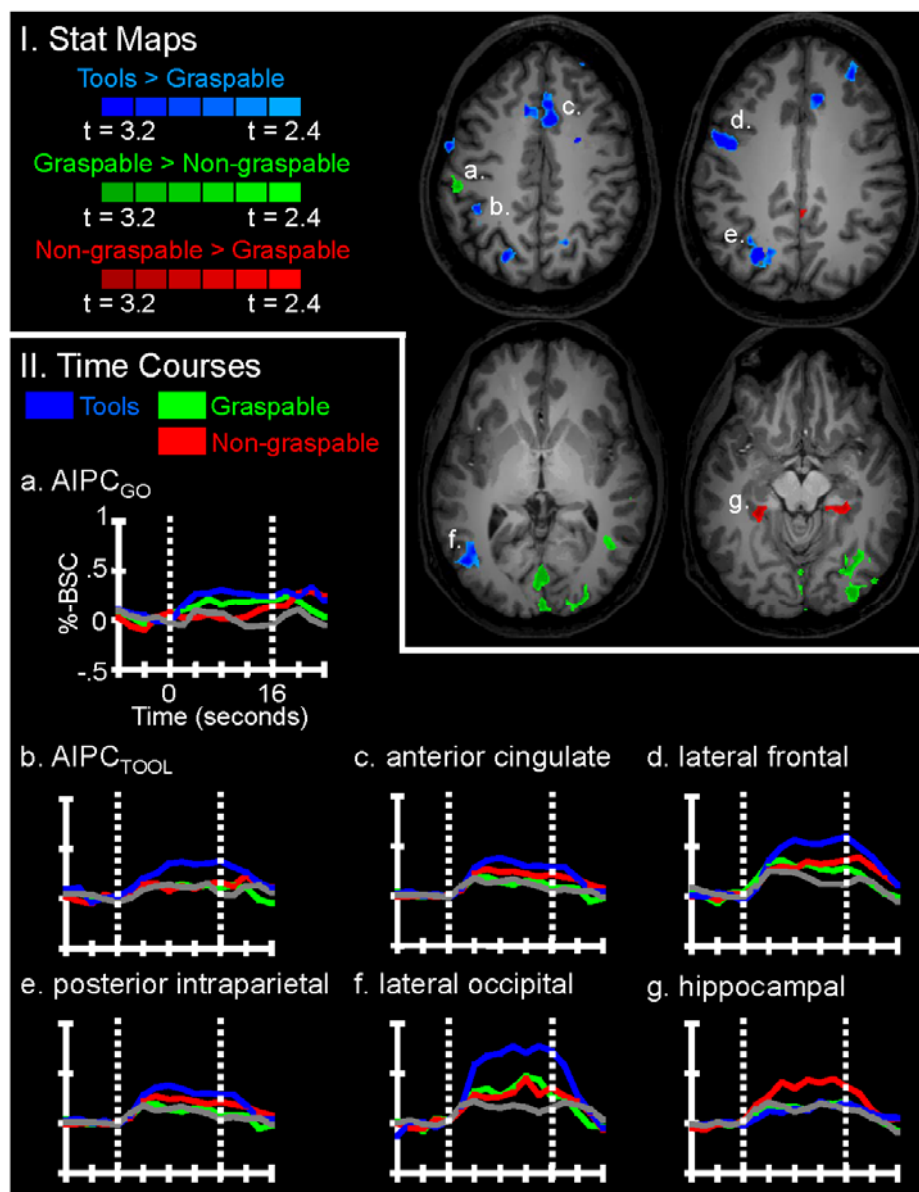 I. Stat Maps
Tools > Graspable
t = 3.2 t = 2.4
Graspable > Non-graspable
t = 3.2 t = 2.4
Non-graspable > Graspable
t = 3.2 t = 2.4
c.
a.
b.
d.
e.
f.
g.
II. Time Courses
Tools Graspable
Non-graspable
a. AIPC_GO
1
.5
0
-.5
%-BSC
0 16
Time (seconds)
b. AIPC_TOOL c. anterior cingulate d. lateral frontal
e. posterior intraparietal f. lateral occipital g. hippocampal